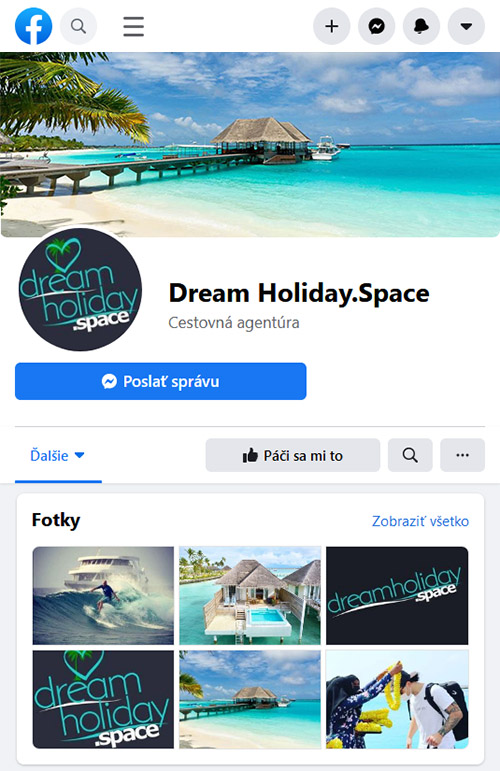 dream
holiday
.space
Dream Holiday.Space
Cestovná agentúra
Poslať správu
Ďalšie
Páči sa mi to
Fotky
Zobraziť všetko
dreamholiday
.space
dream
holiday
.space